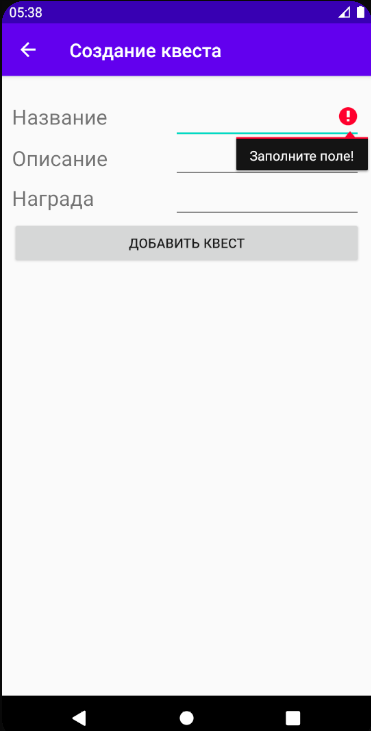 05:38
Создание квеста
Название
Заполните поле!
Описание
Награда
ДОБАВИТЬ КВЕСТ